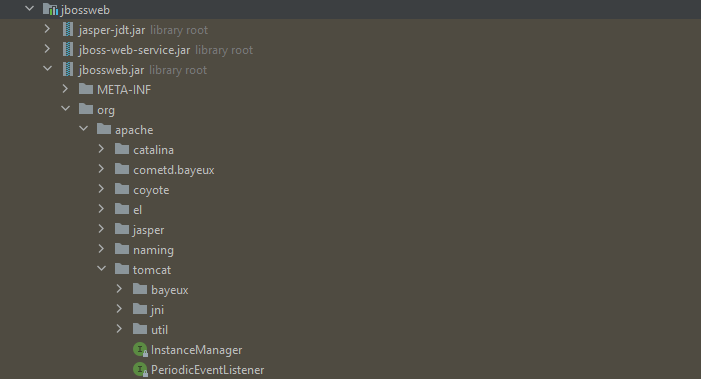 jbossweb
jasper-jdt.jar library root
jboss-web-service.jar library root
jbossweb.jar library root
META-INF
org
apache
catalina
cometd.bayeux
coyote
el
jasper
naming
tomcat
bayeux
jni
util
I InstanceManager
I PeriodicEventListener